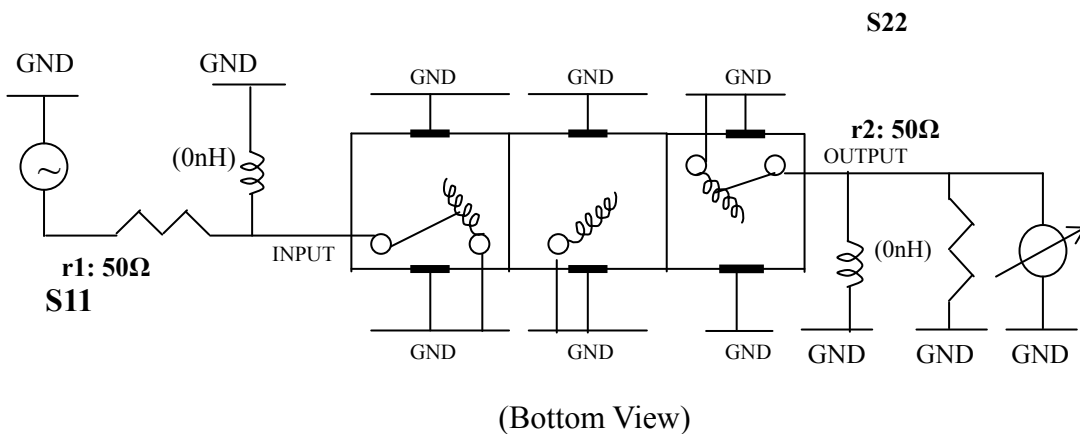 S22
GND
GND
GND
GND
GND
r2: 50Ω
OUTPUT
(0nH)
~
INPUT
(0nH)
r1: 50Ω
S11
GND
GND
GND
GND
GND
GND
(Bottom View)